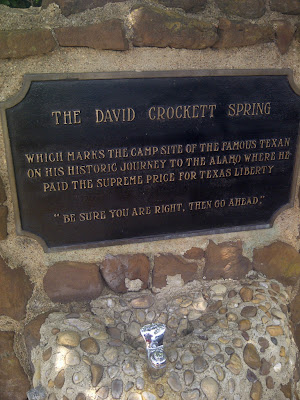 THE DAVID CROCKETT SPRING
WHICH MARKS THE CAMP SITE OF THE FAMOUS TEXAN
ON HIS HISTORIC JOURNEY TO THE ALAMO WHERE HE
PAID THE SUPREME PRICE FOR TEXAS LIBERTY
"BE SURE YOU ARE RIGHT, THEN GO AHEAD,"